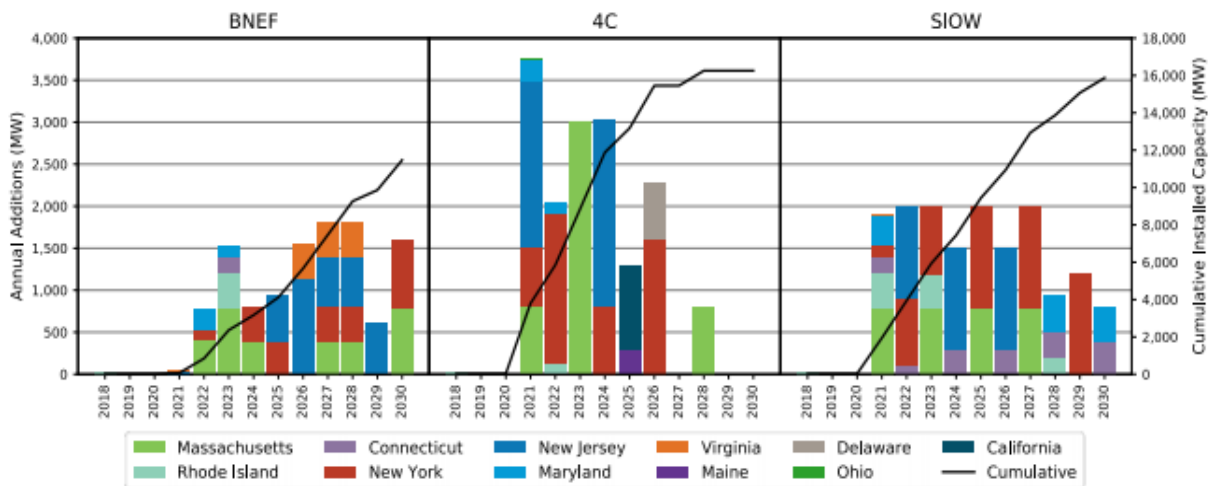 BNEF 4C SIOW
4,000 18,000
3,500 16,000
3,000 14,000
2,500 12,000
2,000 10,000
1,500 8,000
1,000 6,000
500 4,000
0 2,000
0
Annual Additions (MW)
Cumulative Installed Capacity (MW)
2018 2019 2020 2021 2022 2023 2024 2025 2026 2027 2028 2029 2030 2018 2019 2020 2021 2022 2023 2024 2025 2026 2027 2028 2029 2030 2018 2019 2020 2021 2022 2023 2024 2025 2026 2027 2028 2029 2030
Massachusetts Connecticut New Jersey Virginia Delaware California
Rhode Island New York Maryland Maine Ohio Cumulative